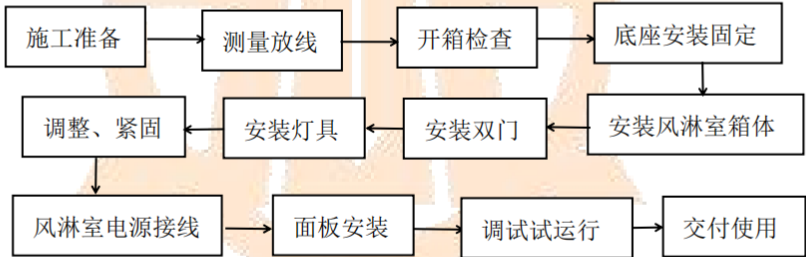 施工准备
测量放线
开箱检查
底座安装固定
安装风淋室箱体
安装双门
安装灯具
调整、紧固
风淋室电源接线
面板安装
调试试运行
交付使用